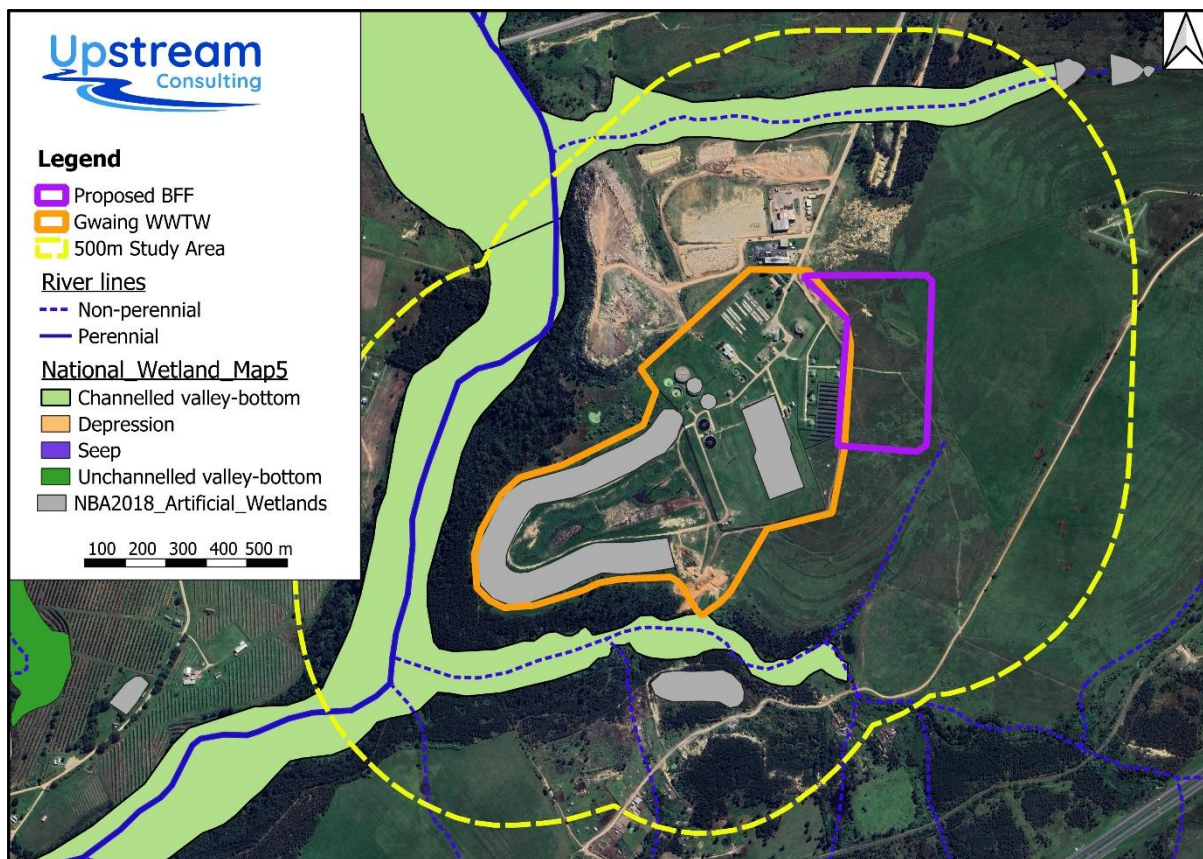 Upstream
Consulting
Legend
Proposed BFF
Gwaing WWTW
500m Study Area
River lines
Non-perennial
Perennial
National_Wetland_Map5
Channelled valley-bottom
Depression
Seep
Unchannelled valley-bottom
NBA2018_Artificial_Wetlands
100 200 300 400 500 m